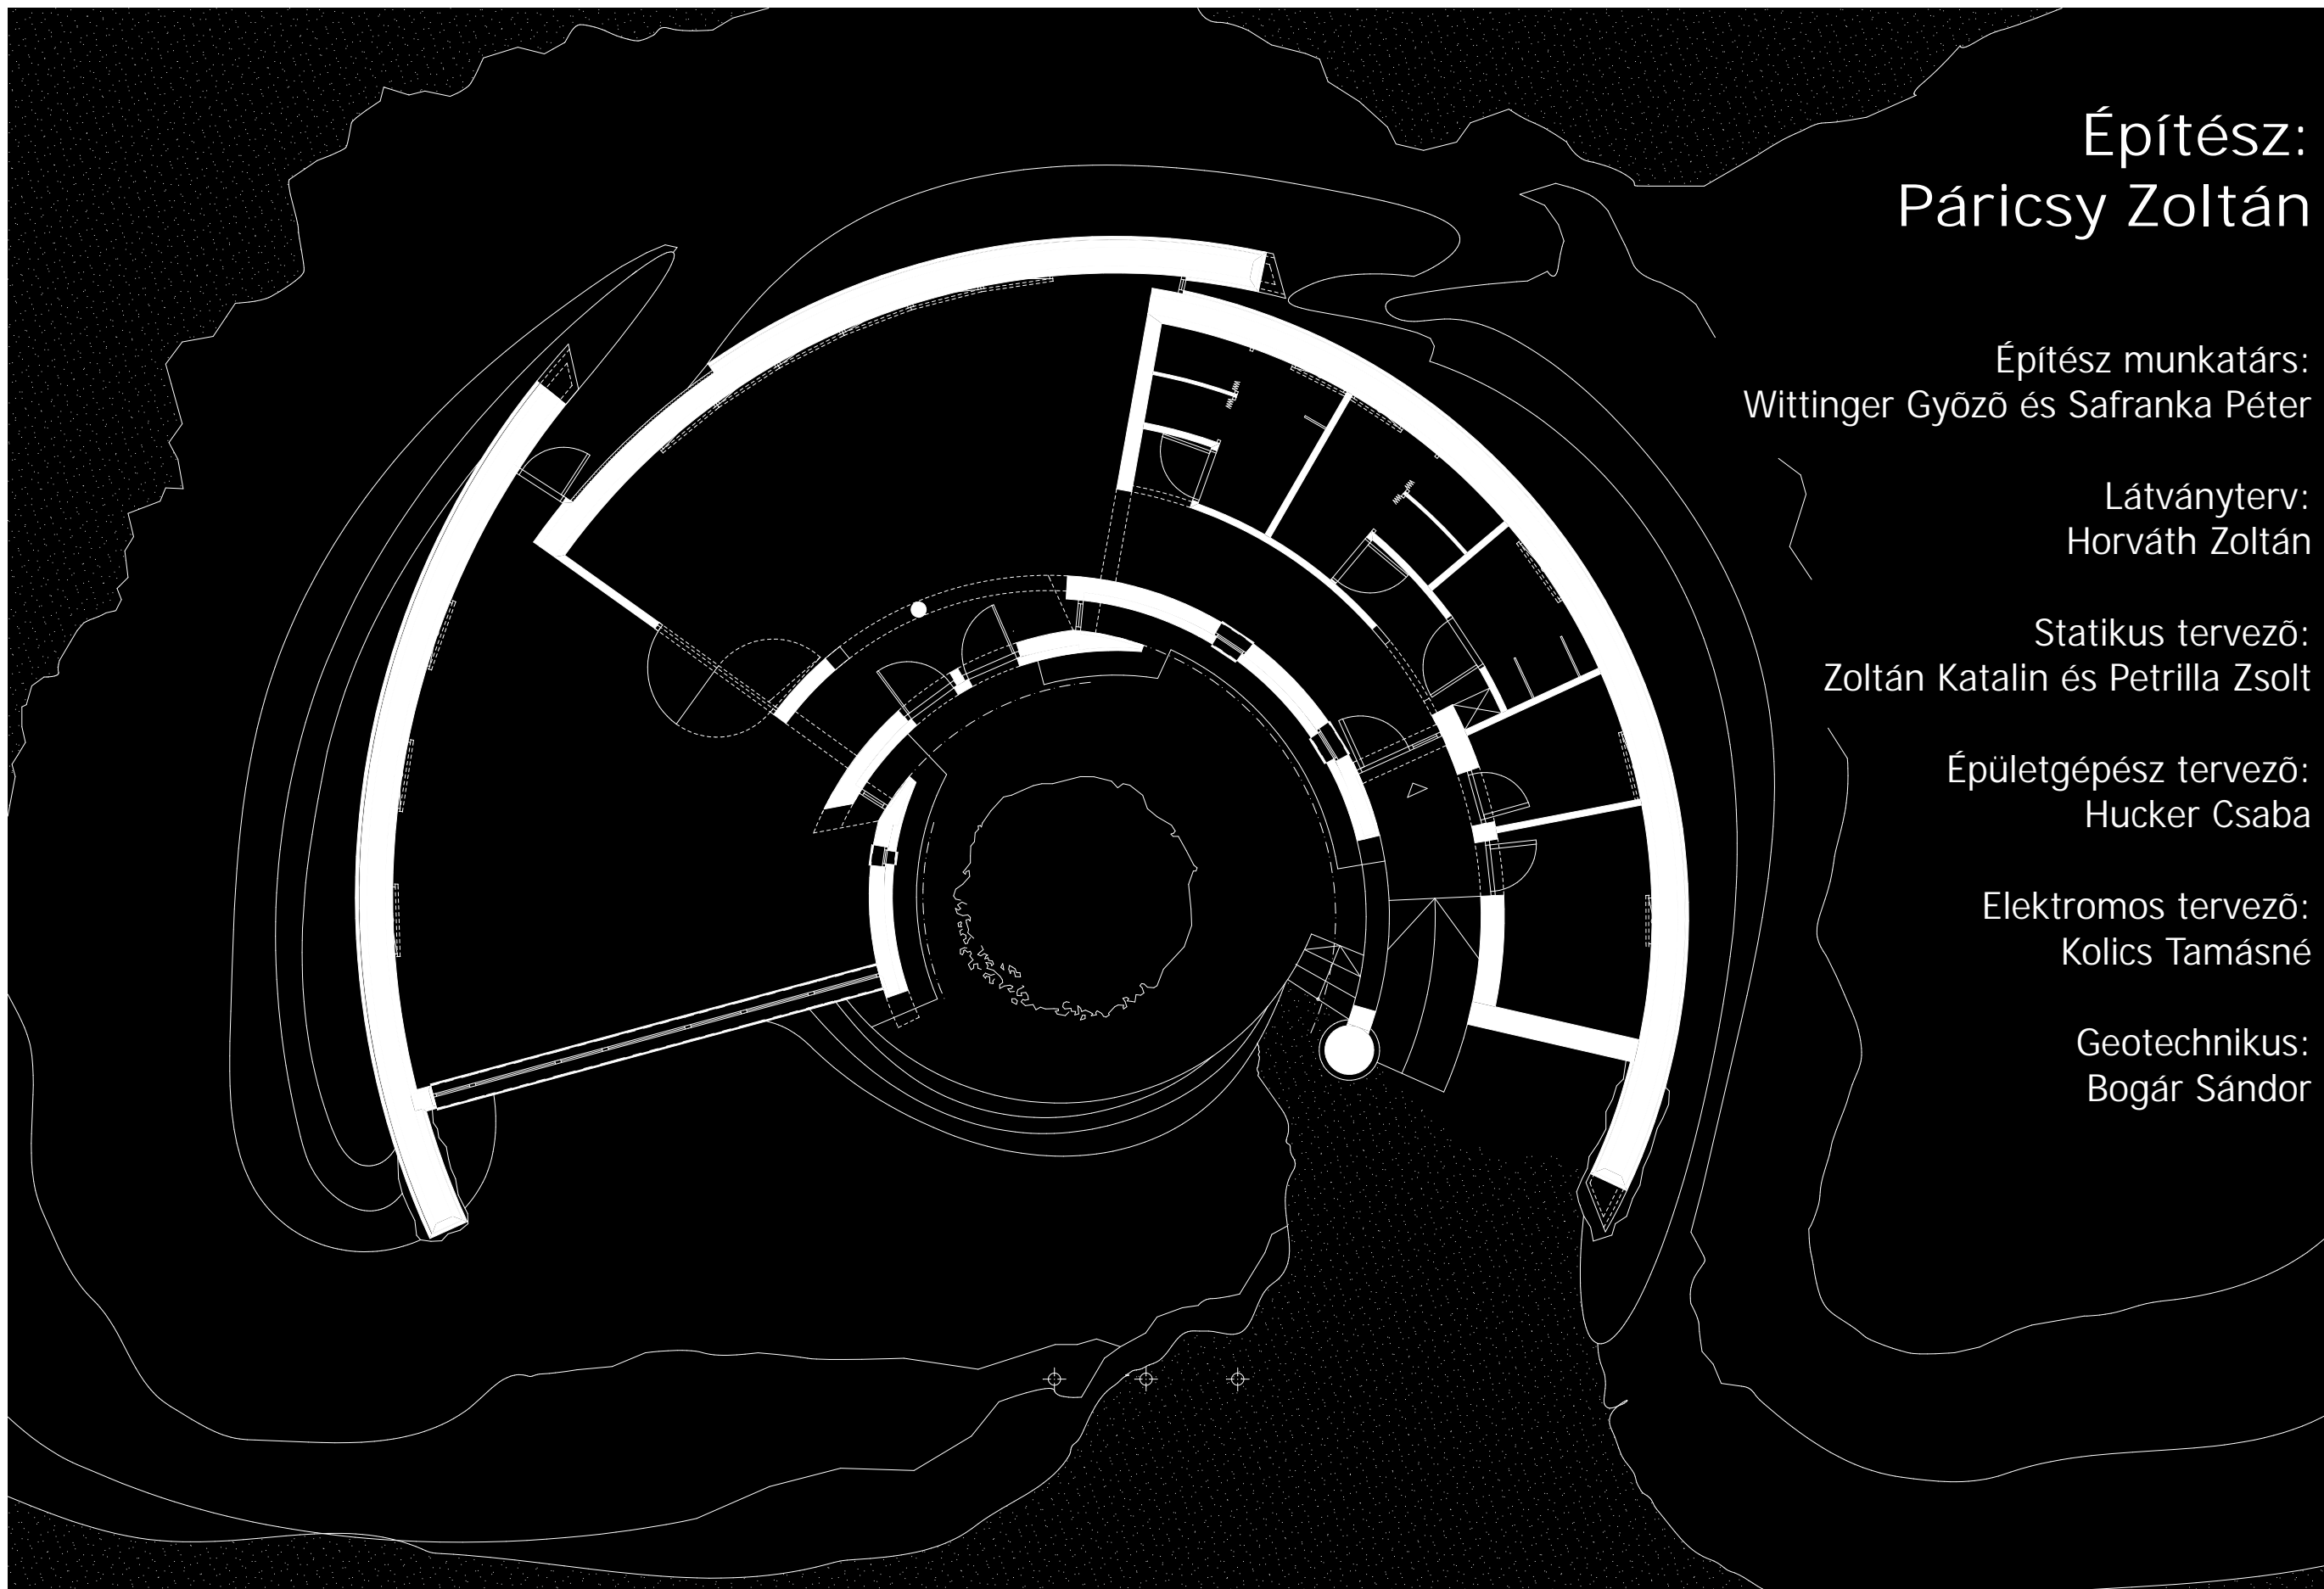 Építész:
Páricsy Zoltán
Építész munkatárs:
Wittinger Gyõzõ és Safranka Péter
Látványterv:
Horváth Zoltán
Statikus tervezõ:
Zoltán Katalin és Petrilla Zsolt
Épületgépész tervezõ:
Hucker Csaba
Elektromos tervezõ:
Kolics Tamásné
Geotechnikus:
Bogár Sándor